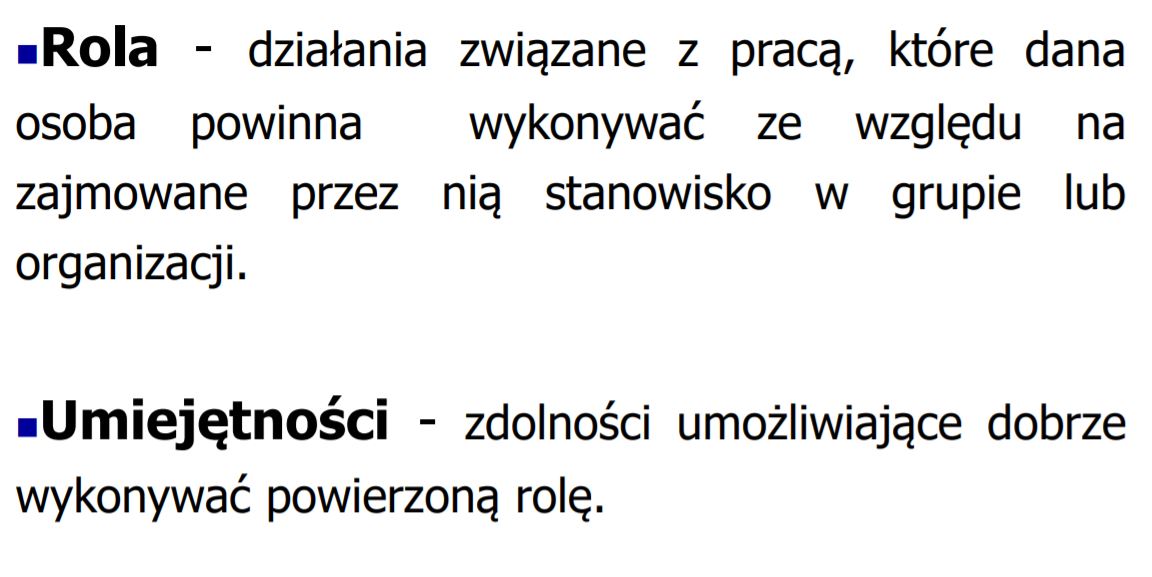 ▪Rola - działania związane z pracą, które dana
osoba powinna wykonywać ze względu na
zajmowane przez nią stanowisko w grupie lub
organizacji.
▪Umiejętności - zdolności umożliwiające dobrze
wykonywać powierzoną rolę.